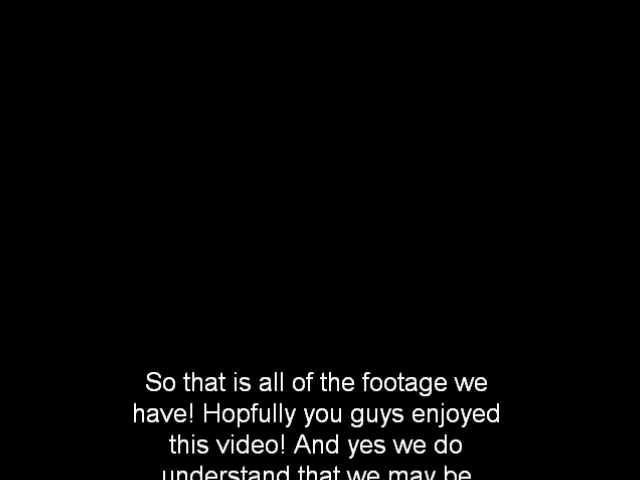 So that is all of the footage we
have! Hopfully you guys enjoyed
this video! And yes we do
understand that we may be